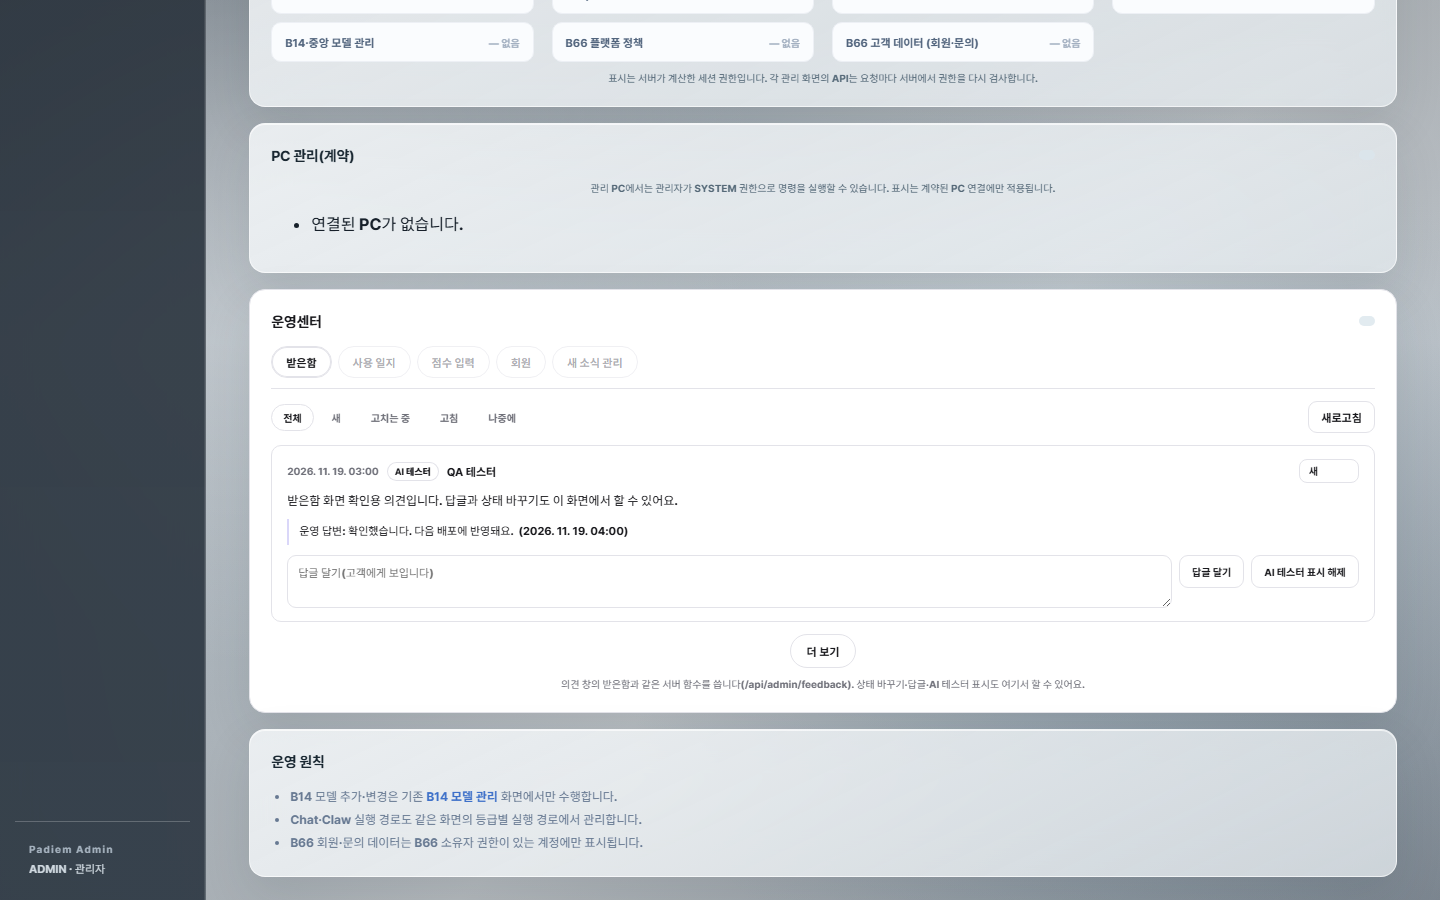 B14·중앙 모델 관리 — 없음
B66 플랫폼 정책 — 없음
B66 고객 데이터 (회원·문의) — 없음
표시는 서버가 계산한 세션 권한입니다. 각 관리 화면의 API는 요청마다 서버에서 권한을 다시 검사합니다.
PC 관리(계약)
관리 PC에서는 관리자가 SYSTEM 권한으로 명령을 실행할 수 있습니다. 표시는 계약된 PC 연결에만 적용됩니다.
• 연결된 PC가 없습니다.
운영센터
받은함 사용 일지 점수 입력 회원 새 소식 관리
전체 새 고치는 중 고침 나중에 새로고침
2026. 11. 19. 03:00 AI 테스터 QA 테스터 새
받은함 화면 확인용 의견입니다. 답글과 상태 바꾸기도 이 화면에서 할 수 있어요.
운영 답변: 확인했습니다. 다음 배포에 반영돼요. (2026. 11. 19. 04:00)
답글 달기(고객에게 보입니다) 답글 달기 AI 테스터 표시 해제
더 보기
의견 창의 받은함과 같은 서버 함수를 씁니다(/api/admin/feedback). 상태 바꾸기·답글·AI 테스터 표시도 여기서 할 수 있어요.
운영 원칙
• B14 모델 추가·변경은 기존 B14 모델 관리 화면에서만 수행합니다.
• Chat·Claw 실행 경로도 같은 화면의 등급별 실행 경로에서 관리합니다.
• B66 회원·문의 데이터는 B66 소유자 권한이 있는 계정에만 표시됩니다.
Padiem Admin
ADMIN · 관리자